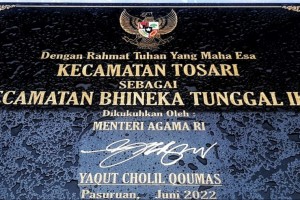 Dengan Rahmat Tuhan Yang Maha Esa
KECAMATAN TOSARI
SEBAGAI
ECAMATAN BHINEKA TUNGGAL I
Dikukuhkan Oleh :
MENTERI AGAMA RI
YAQUT CHOLIL QOUMAS
Pasuruan, Juni 2022